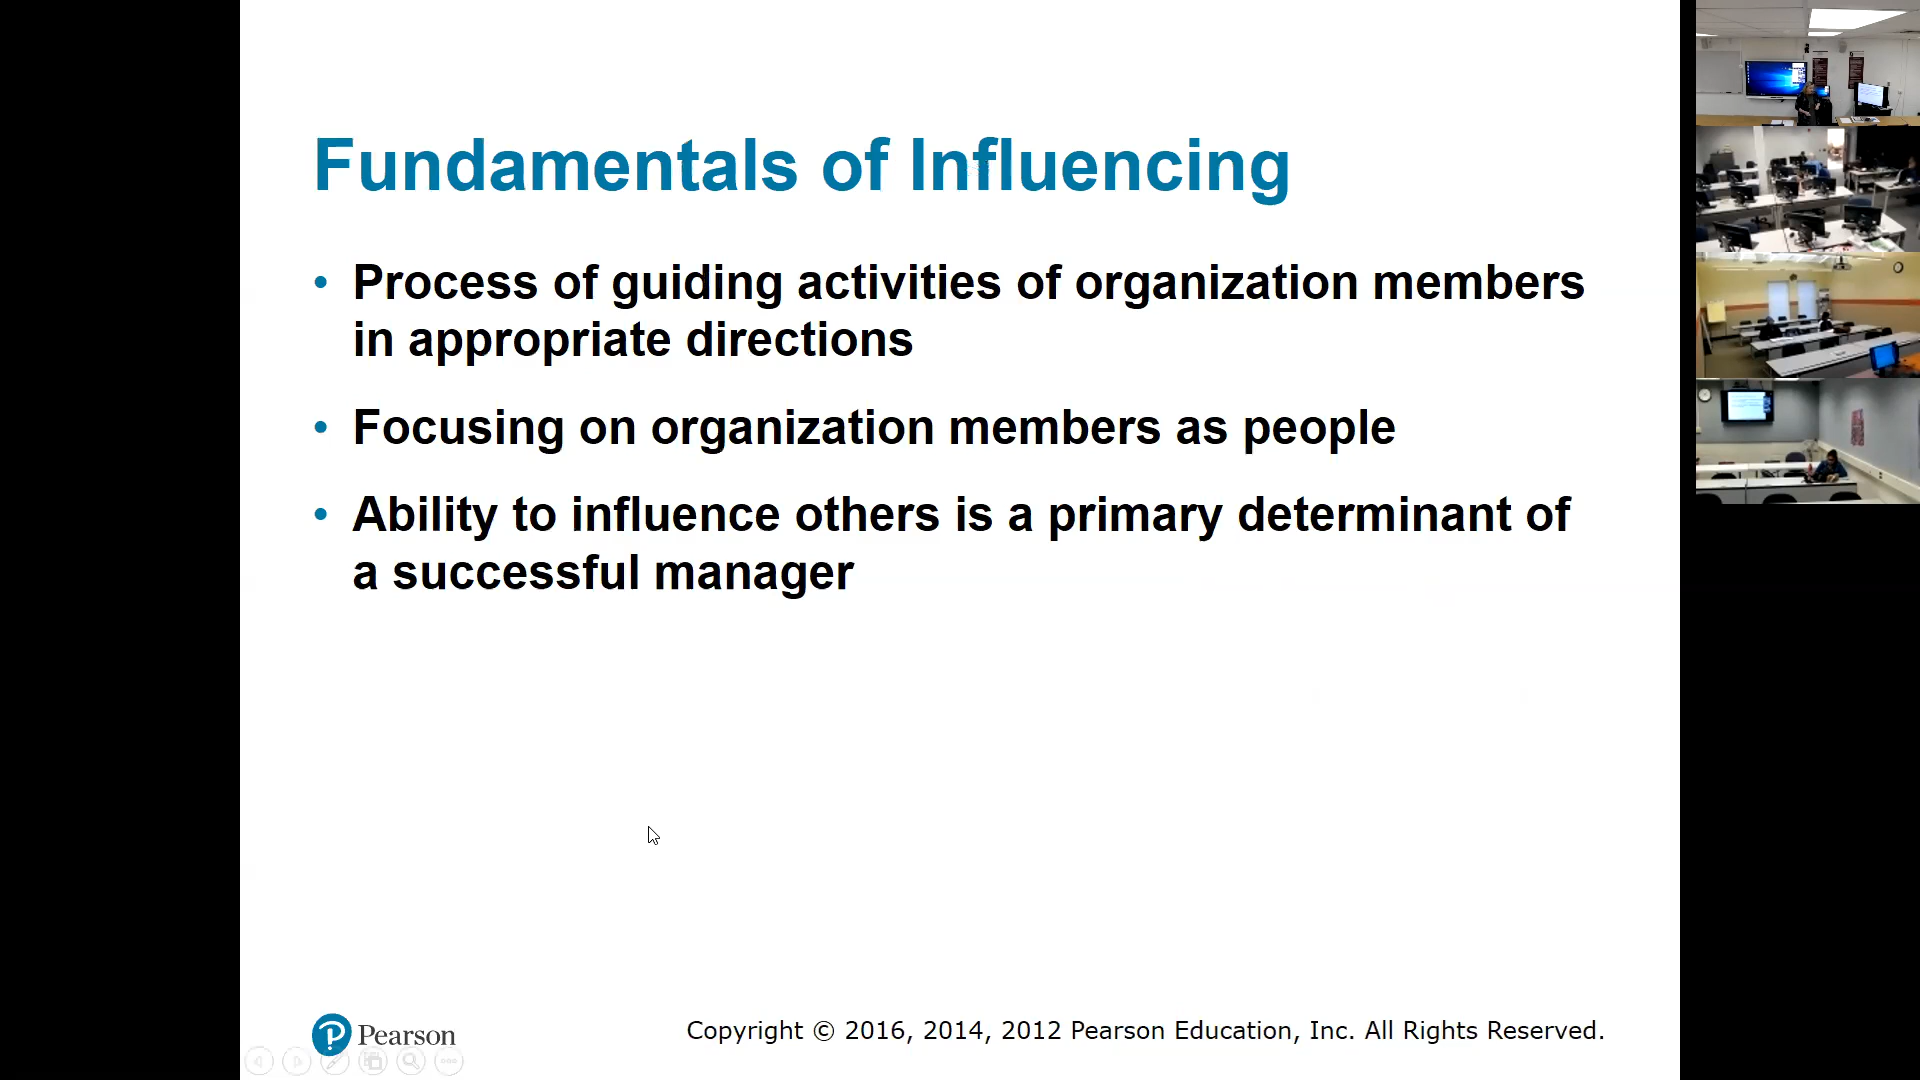 Fundamentals of Influencing
• Process of guiding activities of organization members
in appropriate directions
• Focusing on organization members as people
• Ability to influence others is a primary determinant of
a successful manager
Pearson
Copyright © 2016, 2014, 2012 Pearson Education, Inc. All Rights Reserved.